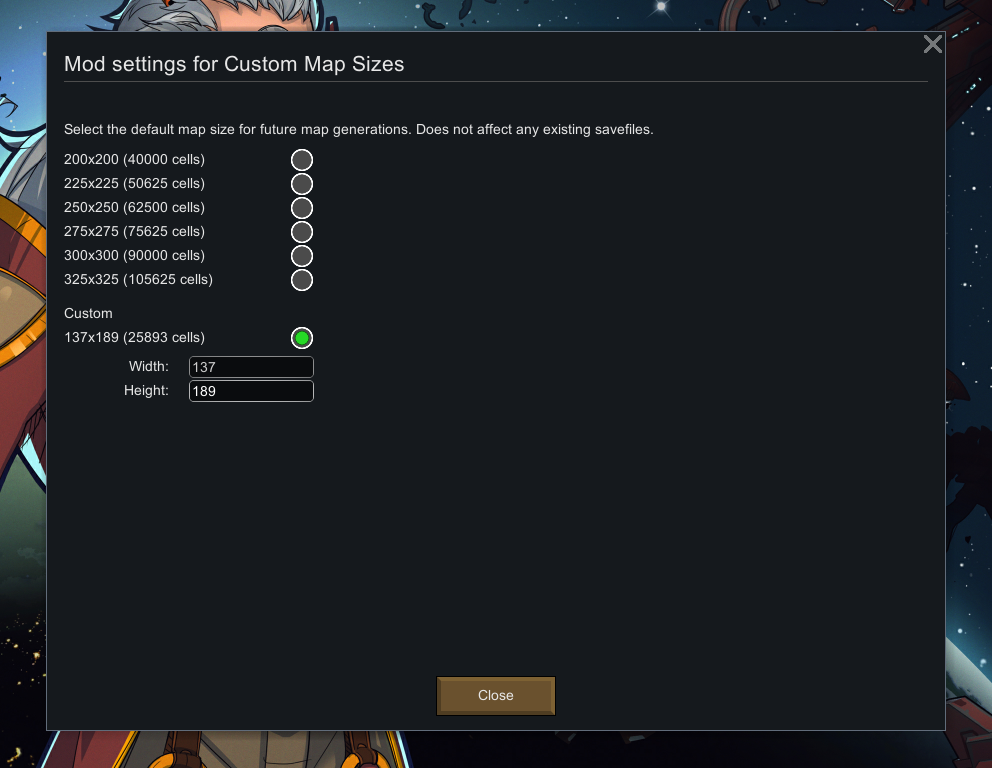 Mod settings for Custom Map Sizes
Select the default map size for future map generations. Does not affect any existing savefiles.
200x200 (40000 cells)
225x225 (50625 cells)
250x250 (62500 cells)
275x275 (75625 cells)
300x300 (90000 cells)
325x325 (105625 cells)
Custom
137x189 (25893 cells)
Width: 137
Height: 189
Close